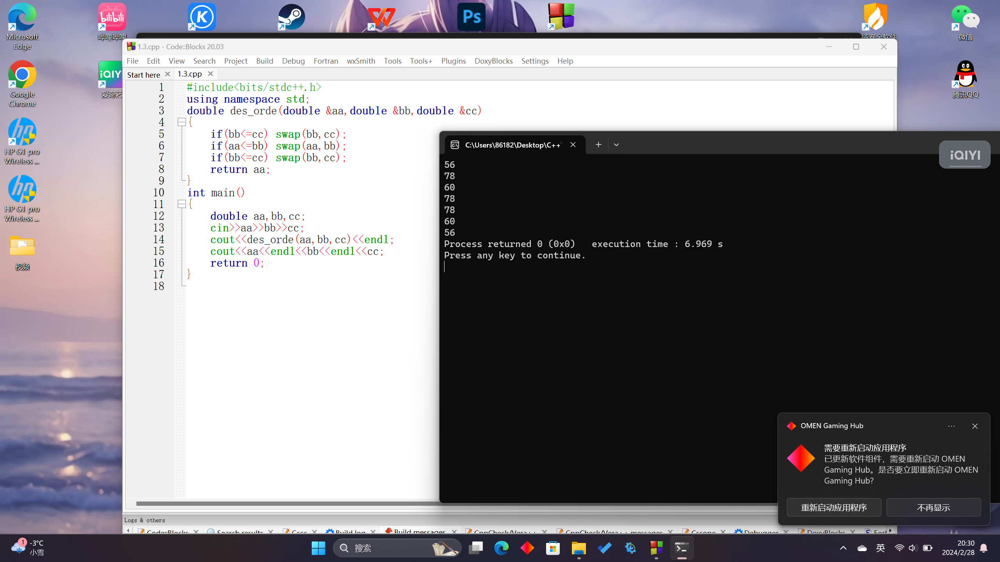 Microsoft
Edge
哔哩哔哩
Ps
微信
Google
Chrome
iQIY
爱奇艺
腾讯QQ
HP G1 pro
Wireless ...
HP G1 pro
Wireless ...
视频
1.3.cpp - Code::Blocks 20.03
File Edit View Search Project Build Debug Fortran wxSmith Tools Tools+ Plugins DoxyBlocks Settings Help
Start here
1.3.cpp
1 #include<bits/stdc++.h>
2 using namespace std;
3 double des_orde(double &aa,double &bb,double &cc)
4 {
5 if(bb<=cc) swap(bb,cc);
6 if(aa<=bb) swap(aa,bb);
7 if(bb<=cc) swap(bb,cc);
8 return aa;
9 }
10 int main()
11 {
12 double aa,bb,cc;
13 cin>>aa>>bb>>cc;
14 cout<<des_orde(aa,bb,cc)<<endl;
15 cout<<aa<<endl<<bb<<endl<<cc;
16 return 0;
17 }
18
C:\Users\86182\Desktop\C++
iQIYI
56
78
60
78
78
60
56
Process returned 0 (0x0) execution time : 6.969 s
Press any key to continue.
OMEN Gaming Hub
需要重新启动应用程序
已更新软件组件，需要重新启动 OMEN
Gaming Hub。是否要立即重新启动 OMEN
Gaming Hub?
重新启动应用程序
不再显示
Logs & others
Code::Blocks
Search results
Cccc
Build log
Build messages
CppCheck/Vera++
CppCheck/Vera++ messages
Cscope
Debugger
DoxyBlocks
Fort
1
-3°C
小雪
搜索
英
20:30
2024/2/28